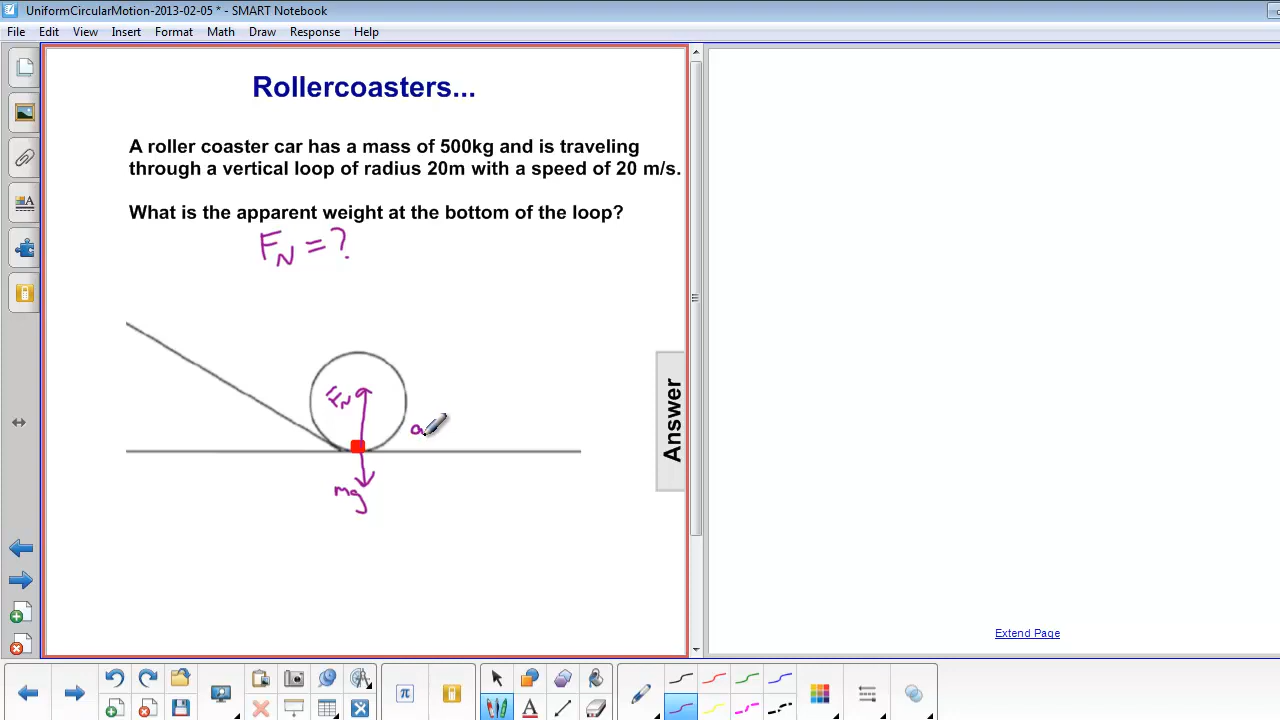 UniformCircularMotion-2013-02-05 * - SMART Notebook
File Edit View Insert Format Math Draw Response Help
Rollercoasters...
A roller coaster car has a mass of 500kg and is traveling
through a vertical loop of radius 20m with a speed of 20 m/s.
What is the apparent weight at the bottom of the loop?
FN = ?
FN
a
mg
Answer
Extend Page
π
A